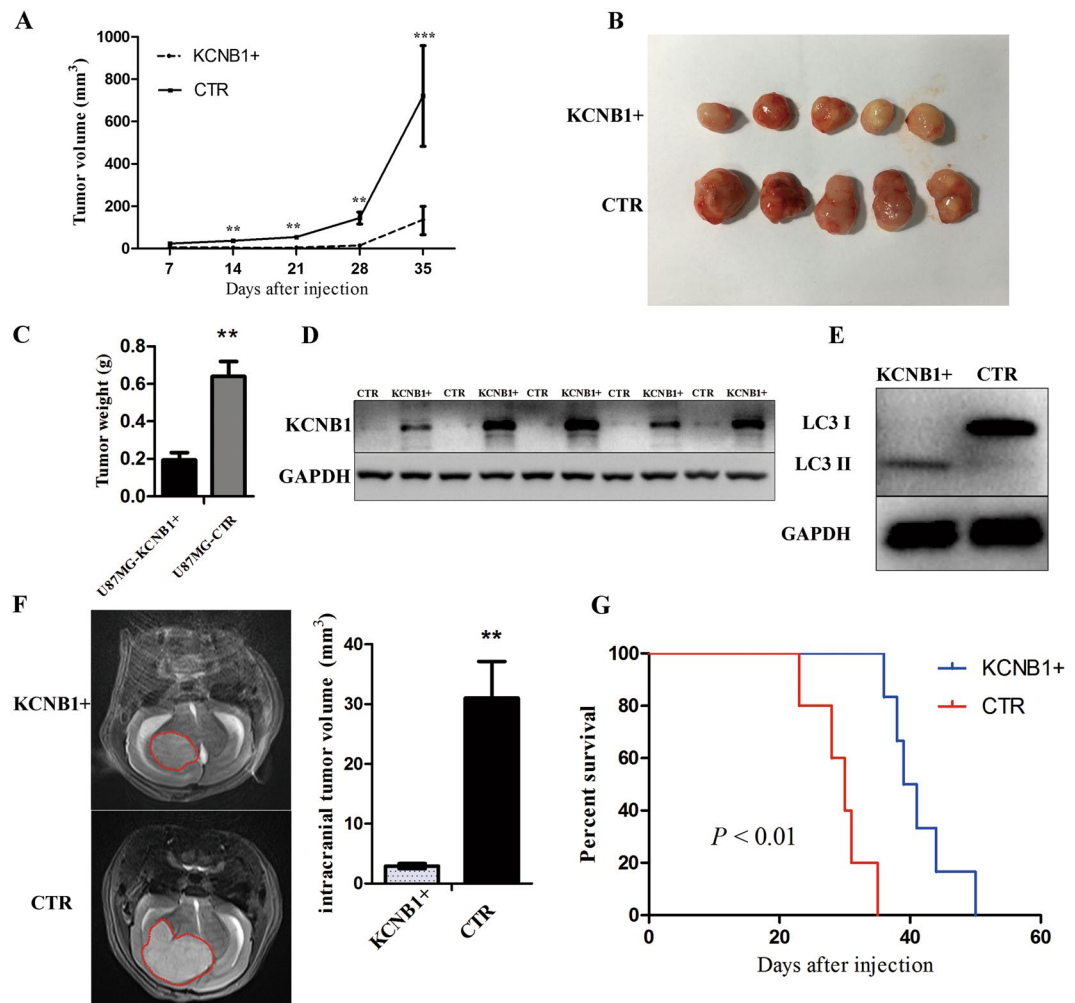 A
Tumor volume (mm³)
1000
800
600
400
200
0
KCNB1+
CTR
**
**
**
***
7 14 21 28 35
Days after injection
B
KCNB1+
CTR
C
Tumor weight (g)
0.8
0.6
0.4
0.2
0.0
**
U87MG-KCNB1+
U87MG-CTR
D
CTR KCNB1+ CTR KCNB1+ CTR KCNB1+ CTR KCNB1+ CTR KCNB1+
KCNB1
GAPDH
E
KCNB1+ CTR
LC3 I
LC3 II
GAPDH
F
KCNB1+
CTR
intracranial tumor volume (mm³)
40
30
20
10
0
**
KCNB1+
CTR
G
Percent survival
100
80
60
40
20
0
KCNB1+
CTR
P < 0.01
0 20 40 60
Days after injection